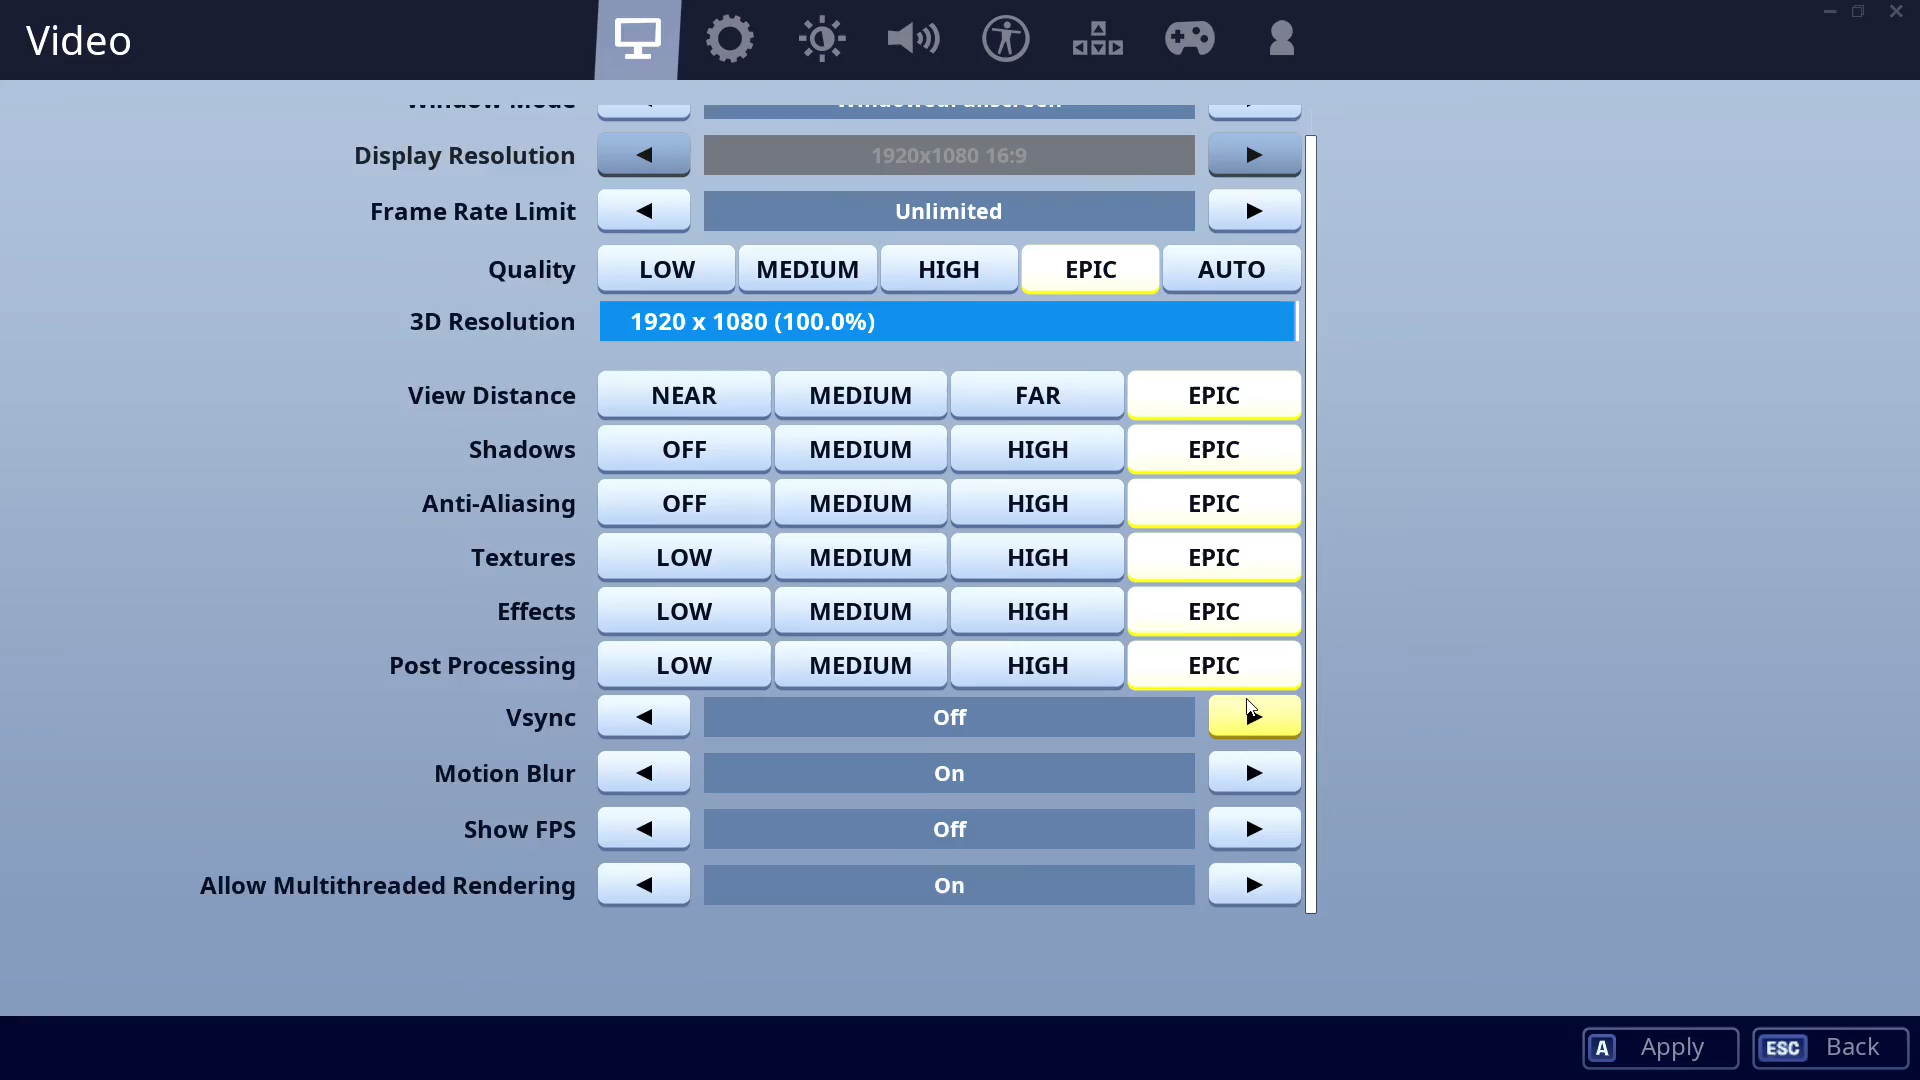 Video
Window Mode
Display Resolution ◀ 1920x1080 16:9 ▶
Frame Rate Limit ◀ Unlimited ▶
Quality LOW MEDIUM HIGH EPIC AUTO
3D Resolution 1920 x 1080 (100.0%)
View Distance NEAR MEDIUM FAR EPIC
Shadows OFF MEDIUM HIGH EPIC
Anti-Aliasing OFF MEDIUM HIGH EPIC
Textures LOW MEDIUM HIGH EPIC
Effects LOW MEDIUM HIGH EPIC
Post Processing LOW MEDIUM HIGH EPIC
Vsync ◀ Off ▶
Motion Blur ◀ On ▶
Show FPS ◀ Off ▶
Allow Multithreaded Rendering ◀ On ▶
A Apply ESC Back